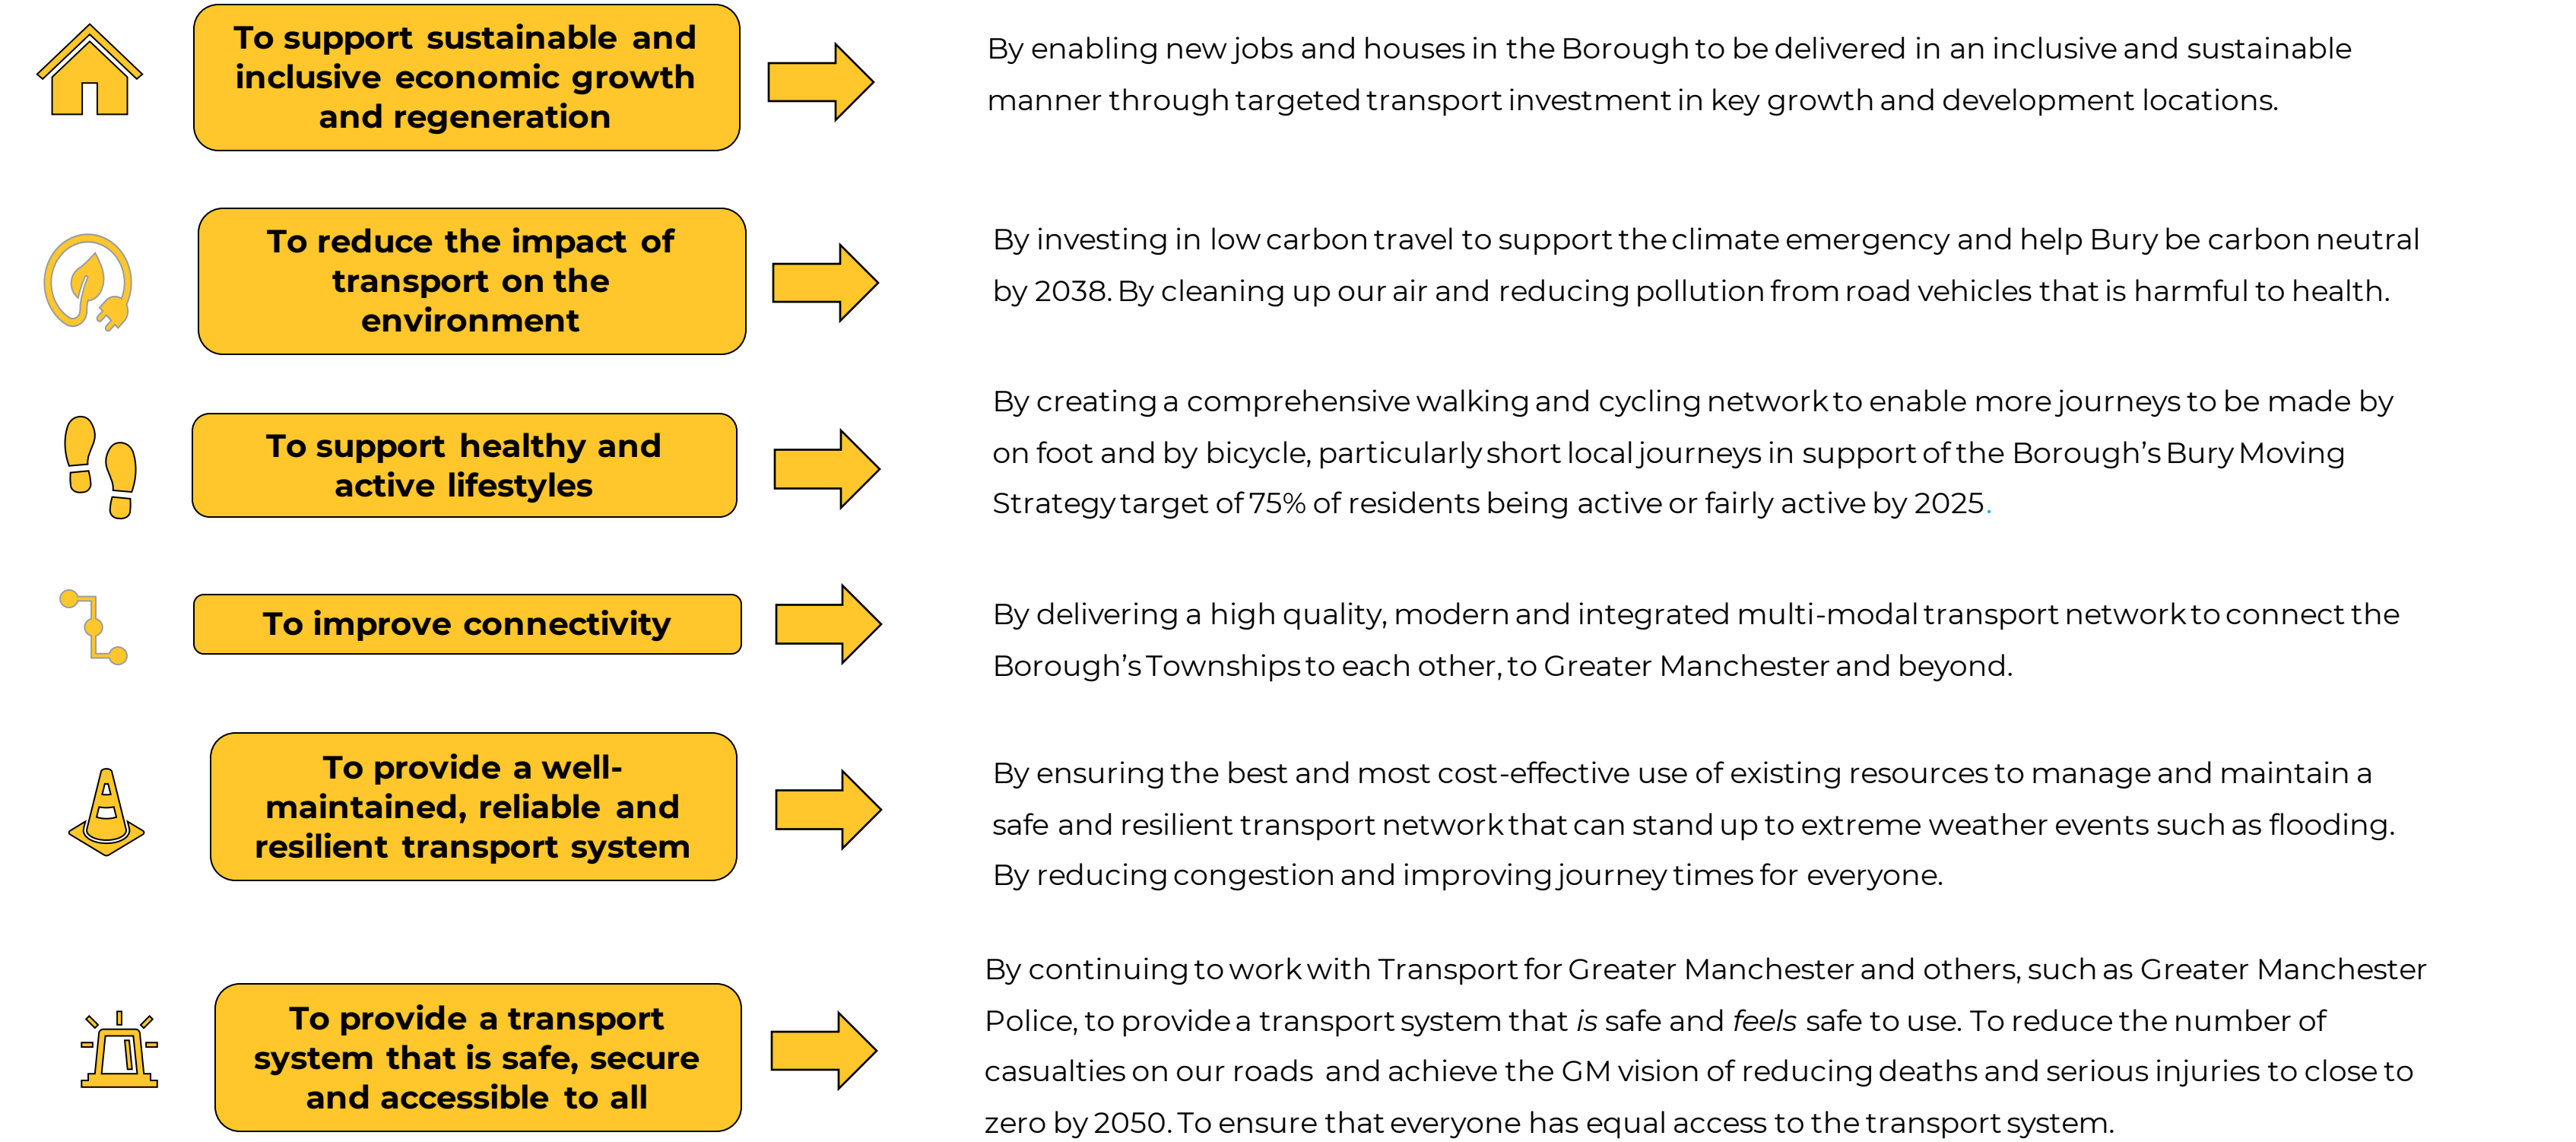 To support sustainable and
inclusive economic growth
and regeneration
By enabling new jobs and houses in the Borough to be delivered in an inclusive and sustainable
manner through targeted transport investment in key growth and development locations.
To reduce the impact of
transport on the
environment
By investing in low carbon travel to support the climate emergency and help Bury be carbon neutral
by 2038. By cleaning up our air and reducing pollution from road vehicles that is harmful to health.
To support healthy and
active lifestyles
By creating a comprehensive walking and cycling network to enable more journeys to be made by
on foot and by bicycle, particularly short local journeys in support of the Borough’s Bury Moving
Strategy target of 75% of residents being active or fairly active by 2025.
To improve connectivity
By delivering a high quality, modern and integrated multi-modal transport network to connect the
Borough’s Townships to each other, to Greater Manchester and beyond.
To provide a well-
maintained, reliable and
resilient transport system
By ensuring the best and most cost-effective use of existing resources to manage and maintain a
safe and resilient transport network that can stand up to extreme weather events such as flooding.
By reducing congestion and improving journey times for everyone.
To provide a transport
system that is safe, secure
and accessible to all
By continuing to work with Transport for Greater Manchester and others, such as Greater Manchester
Police, to provide a transport system that is safe and feels safe to use. To reduce the number of
casualties on our roads and achieve the GM vision of reducing deaths and serious injuries to close to
zero by 2050. To ensure that everyone has equal access to the transport system.